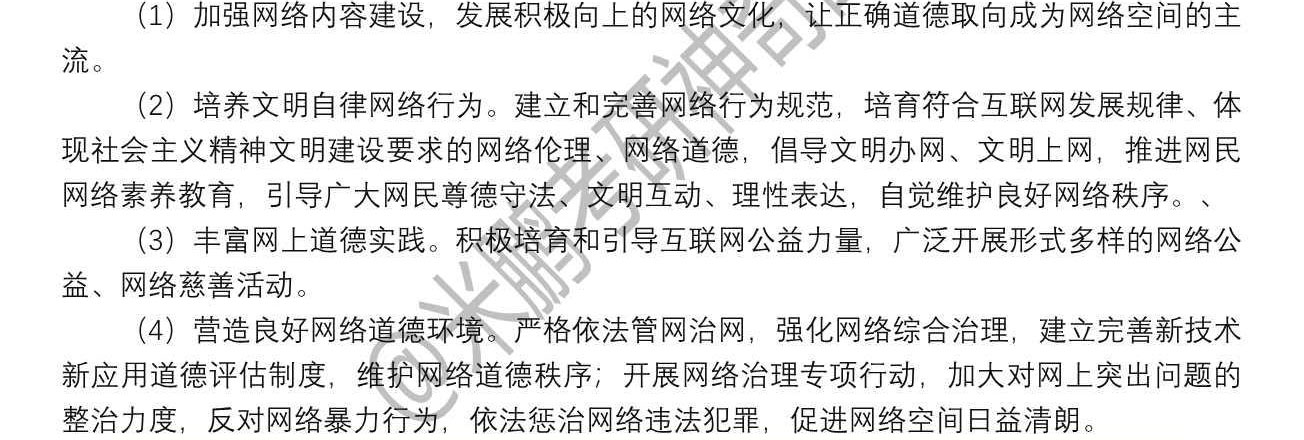 （1）加强网络内容建设，发展积极向上的网络文化，让正确道德取向成为网络空间的主
流。
（2）培养文明自律网络行为。建立和完善网络行为规范，培育符合互联网发展规律、体
现社会主义精神文明建设要求的网络伦理、网络道德，倡导文明办网、文明上网，推进网民
网络素养教育，引导广大网民尊德守法、文明互动、理性表达，自觉维护良好网络秩序。、
（3）丰富网上道德实践。积极培育和引导互联网公益力量，广泛开展形式多样的网络公
益、网络慈善活动。
（4）营造良好网络道德环境。严格依法管网治网，强化网络综合治理，建立完善新技术
新应用道德评估制度，维护网络道德秩序；开展网络治理专项行动，加大对网上突出问题的
整治力度，反对网络暴力行为，依法惩治网络违法犯罪，促进网络空间日益清朗。
@米鹏考研神奇